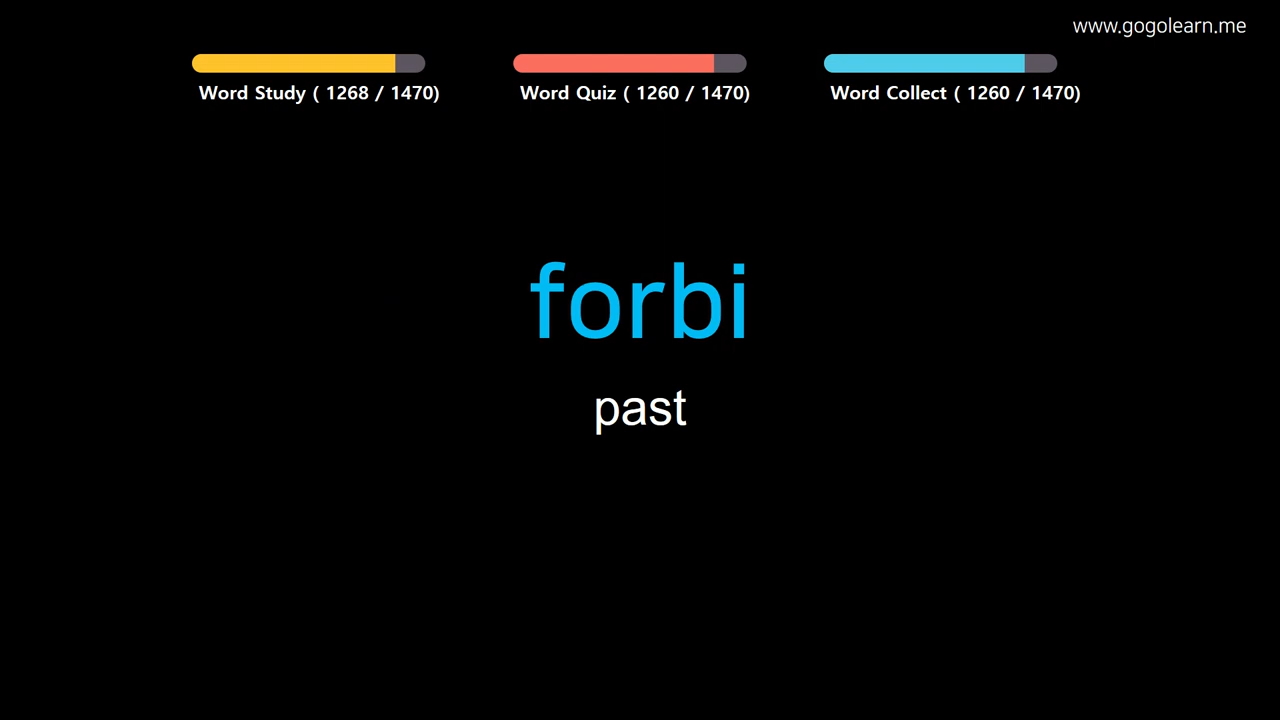 www.gogolearn.me
Word Study ( 1268 / 1470)
Word Quiz ( 1260 / 1470)
Word Collect ( 1260 / 1470)
forbi
past